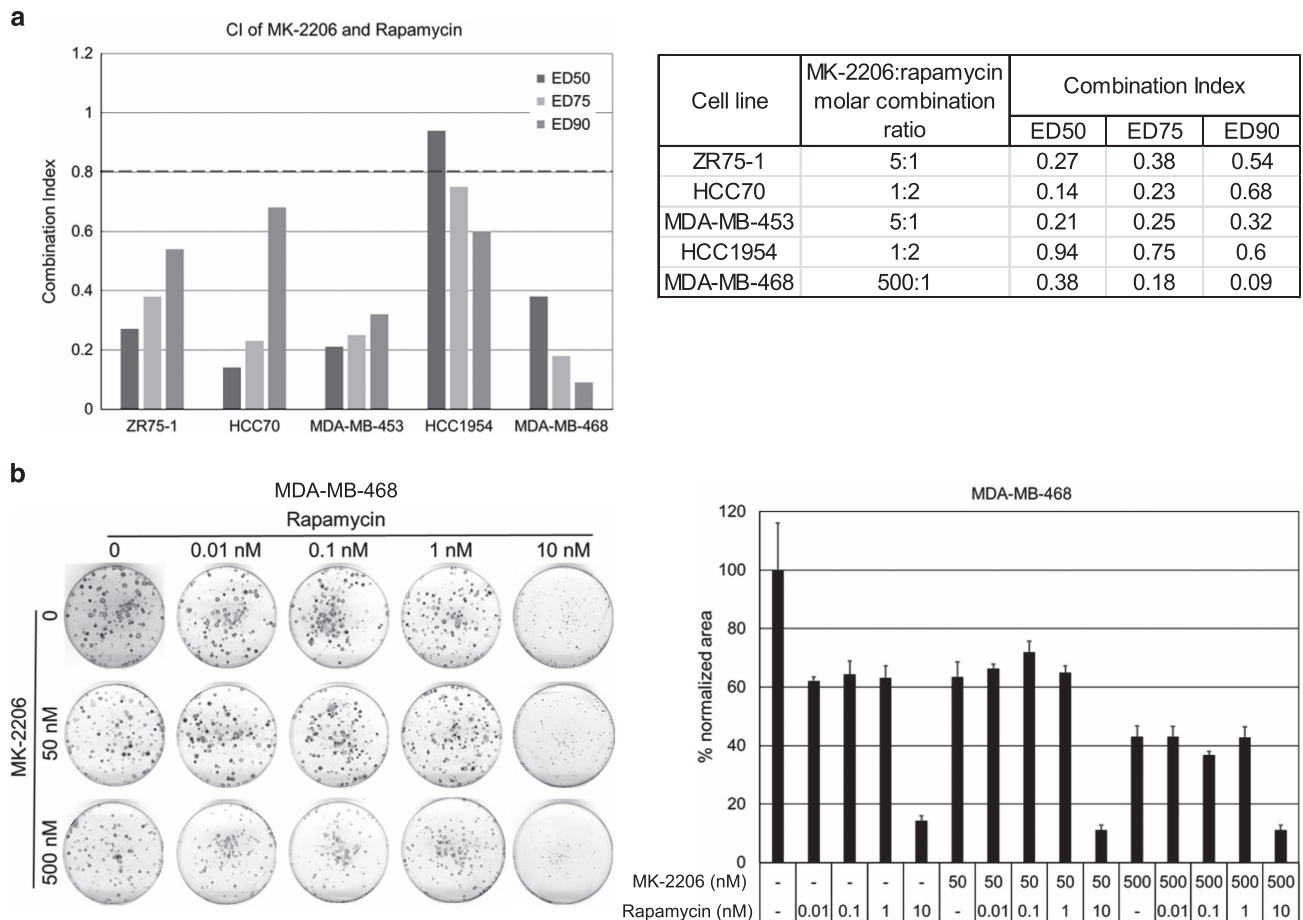 a
CI of MK-2206 and Rapamycin
Combination Index
1.2
1
0.8
0.6
0.4
0.2
0
ED50
ED75
ED90
ZR75-1 HCC70 MDA-MB-453 HCC1954 MDA-MB-468
Cell line
MK-2206:rapamycin
molar combination
ratio
Combination Index
ED50 ED75 ED90
ZR75-1 5:1 0.27 0.38 0.54
HCC70 1:2 0.14 0.23 0.68
MDA-MB-453 5:1 0.21 0.25 0.32
HCC1954 1:2 0.94 0.75 0.6
MDA-MB-468 500:1 0.38 0.18 0.09
b
MDA-MB-468
Rapamycin
0 0.01 nM 0.1 nM 1 nM 10 nM
MK-2206
0
50 nM
500 nM
MDA-MB-468
% normalized area
120
100
80
60
40
20
0
MK-2206 (nM) - - - - - 50 50 50 50 50 500 500 500 500 500
Rapamycin (nM) - 0.01 0.1 1 10 - 0.01 0.1 1 10 - 0.01 0.1 1 10